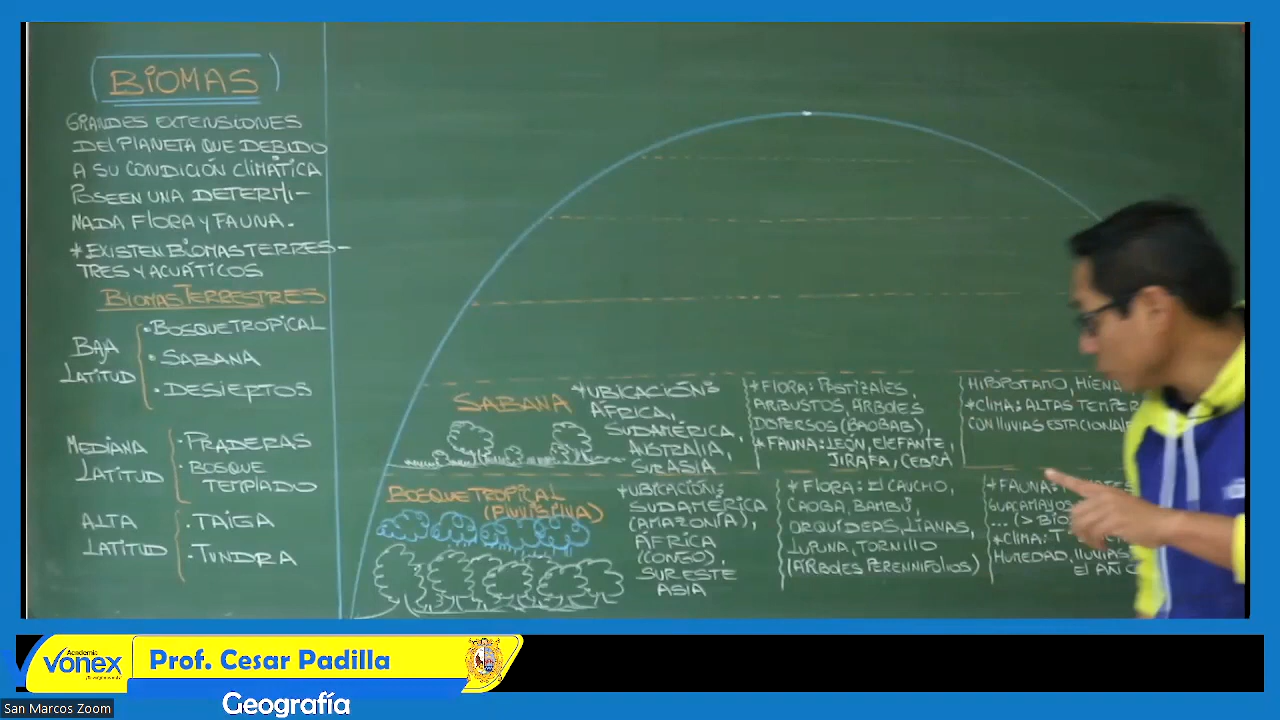 BIOMAS
GRANDES EXTENSIONES
DEL PLANETA QUE DEBIDO
A SU CONDICIÓN CLIMÁTICA
POSEEN UNA DETERMI-
NADA FLORA Y FAUNA.
*EXISTEN BIOMAS TERRES-
TRES Y ACUÁTICOS
BIOMAS TERRESTRES
BAJA
LATITUD
• BOSQUE TROPICAL
• SABANA
• DESIERTOS
MEDIANA
LATITUD
• PRADERAS
• BOSQUE
TEMPLADO
ALTA
LATITUD
• TAIGA
• TUNDRA
SABANA
*UBICACIÓN:
ÁFRICA,
SUDAMÉRICA,
AUSTRALIA,
SURASIA
*FLORA: PASTIZALES,
ARBUSTOS, ÁRBOLES
DISPERSOS (BAOBAB),
*FAUNA: LEÓN, ELEFANTE,
JIRAFA, CEBRA
HIPOPÓTAMO, HIENA
*CLIMA: ALTAS TEMPER
CON LLUVIAS ESTACIONALE
BOSQUE TROPICAL
(PLUVISILVA)
*UBICACIÓN:
SUDAMÉRICA
(AMAZONÍA),
ÁFRICA
(CONGO),
SURESTE
ASIA
*FLORA: EL CAUCHO,
CAOBA, BAMBÚ,
ORQUÍDEAS, LIANAS,
LUPUNA, TORNILLO
(ÁRBOLES PERENNIFOLIOS)
*FAUNA:
GUACAMAYOS
... (> BIO
*CLIMA: T
HUMEDAD, LLUVIAS
EL AÑO
Academia
vonex
Prof. Cesar Padilla
Geografía
San Marcos Zoom